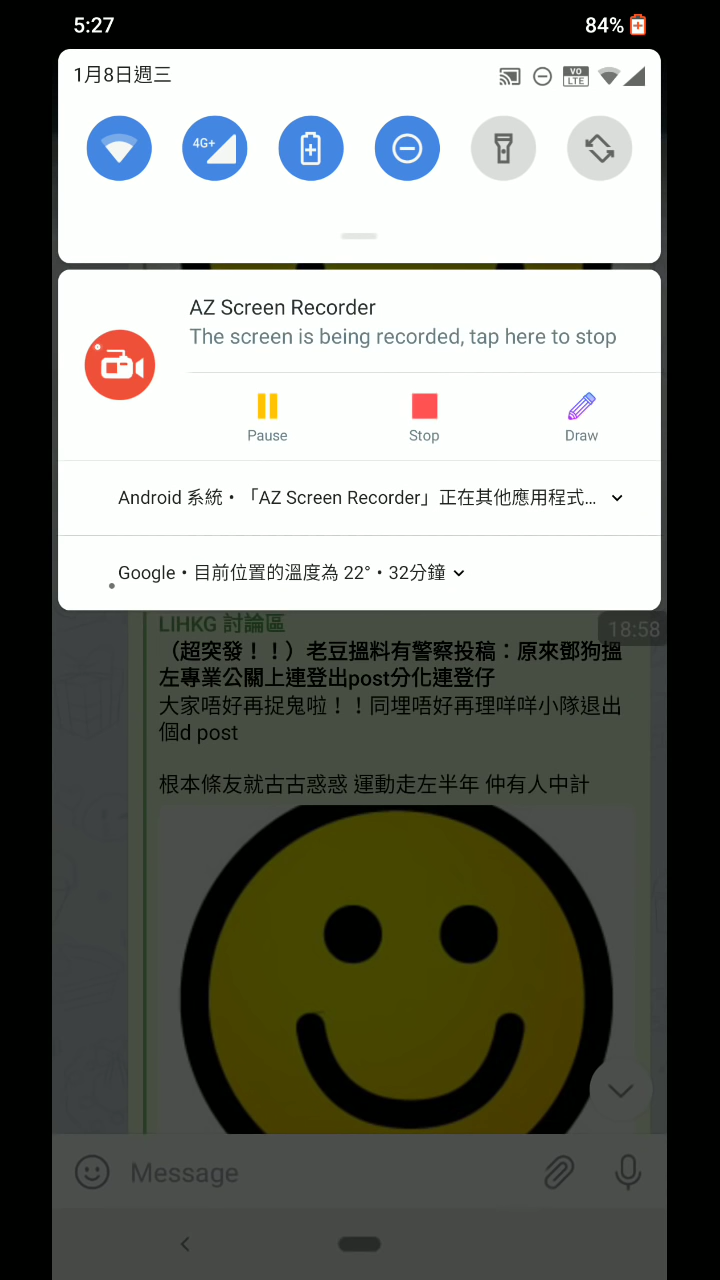 5:27
84%
1月8日週三
VO LTE
4G+
AZ Screen Recorder
The screen is being recorded, tap here to stop
Pause
Stop
Draw
Android 系統 • 「AZ Screen Recorder」正在其他應用程式…
Google • 目前位置的溫度為 22° • 32分鐘
LIHKG 討論區
18:58
（超突發！！）老豆搵料有警察投稿：原來鄧狗搵
左專業公關上連登出post分化連登仔
大家唔好再捉鬼啦！！同埋唔好再理咩咩小隊退出
個d post
根本條友就古古惑惑 運動走左半年 仲有人中計
Message